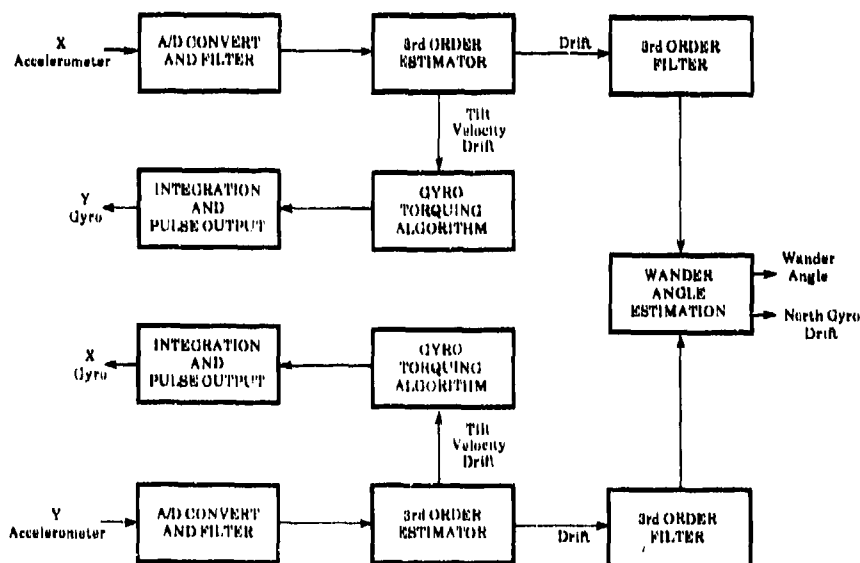 X
Accelerometer
A/D CONVERT
AND FILTER
3rd ORDER
ESTIMATOR
Drift
3rd ORDER
FILTER
Tilt
Velocity
Drift
Y
Gyro
INTEGRATION
AND
PULSE OUTPUT
GYRO
TORQUING
ALGORITHM
WANDER
ANGLE
ESTIMATION
Wander
Angle
North Gyro
Drift
X
Gyro
INTEGRATION
AND
PULSE OUTPUT
GYRO
TORQUING
ALGORITHM
Tilt
Velocity
Drift
Y
Accelerometer
A/D CONVERT
AND FILTER
3rd ORDER
ESTIMATOR
Drift
3rd ORDER
FILTER